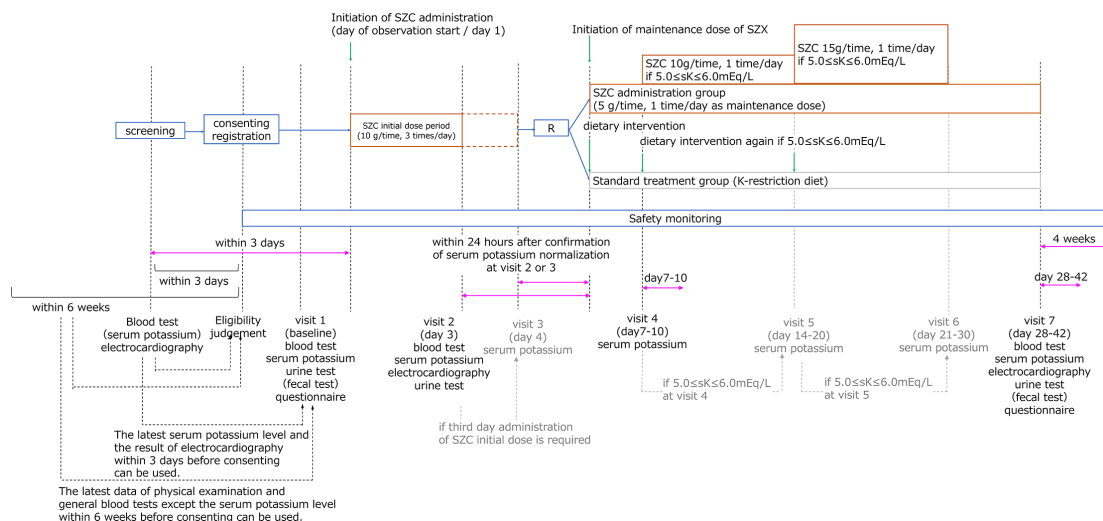 Initiation of SZC administration
(day of observation start / day 1)
Initiation of maintenance dose of SZX
SZC 10g/time, 1 time/day
if 5.0≤sK≤6.0mEq/L
SZC 15g/time, 1 time/day
if 5.0≤sK≤6.0mEq/L
SZC administration group
(5 g/time, 1 time/day as maintenance dose)
screening
consenting
registration
SZC initial dose period
(10 g/time, 3 times/day)
R
dietary intervention
dietary intervention again if 5.0≤sK≤6.0mEq/L
Standard treatment group (K-restriction diet)
Safety monitoring
within 3 days
within 3 days
within 6 weeks
within 24 hours after confirmation
of serum potassium normalization
at visit 2 or 3
day7-10
4 weeks
day 28-42
Blood test
(serum potassium)
electrocardiography
Eligibility
judgement
visit 1
(baseline)
blood test
serum potassium
urine test
(fecal test)
questionnaire
visit 2
(day 3)
blood test
serum potassium
electrocardiography
urine test
visit 3
(day 4)
serum potassium
visit 4
(day7-10)
serum potassium
visit 5
(day 14-20)
serum potassium
visit 6
(day 21-30)
serum potassium
visit 7
(day 28-42)
blood test
serum potassium
electrocardiography
urine test
(fecal test)
questionnaire
if 5.0≤sK≤6.0mEq/L
at visit 4
if 5.0≤sK≤6.0mEq/L
at visit 5
if third day administration
of SZC initial dose is required
The latest serum potassium level and
the result of electrocardiography
within 3 days before consenting
can be used.
The latest data of physical examination and
general blood tests except the serum potassium level
within 6 weeks before consenting can be used.